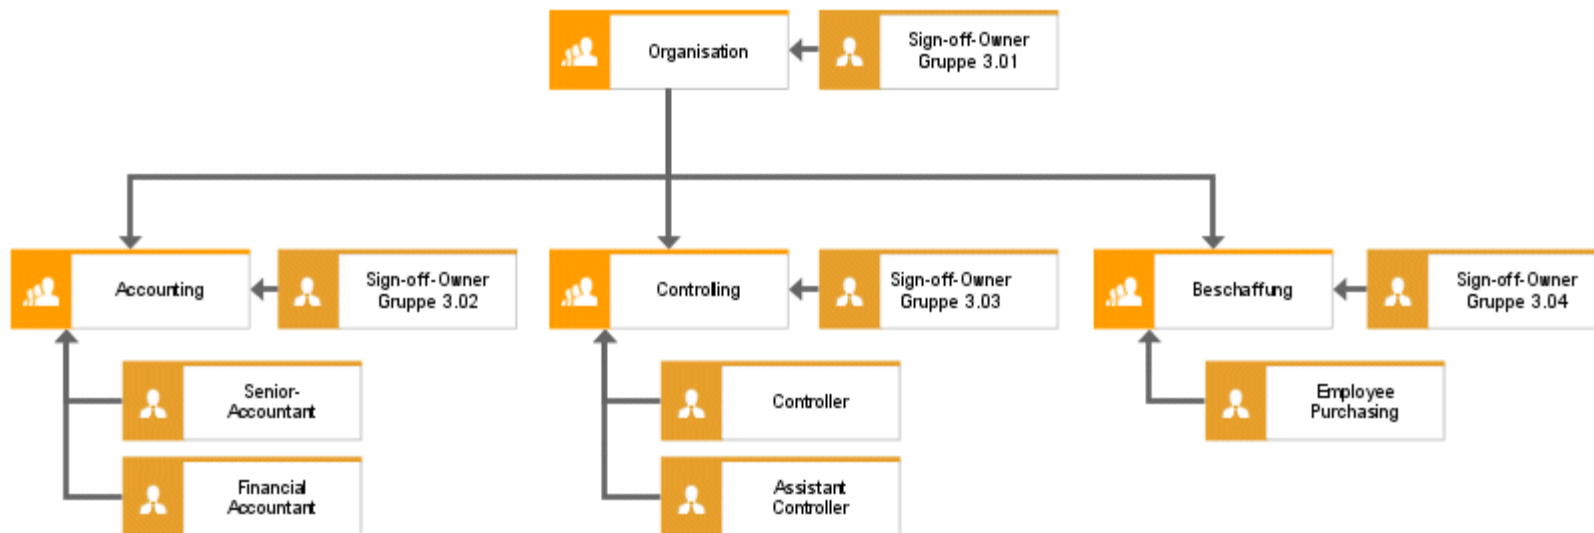 Organisation
Sign-off-Owner
Gruppe 3.01
Accounting
Sign-off-Owner
Gruppe 3.02
Controlling
Sign-off-Owner
Gruppe 3.03
Beschaffung
Sign-off-Owner
Gruppe 3.04
Senior-
Accountant
Controller
Employee
Purchasing
Financial
Accountant
Assistant
Controller